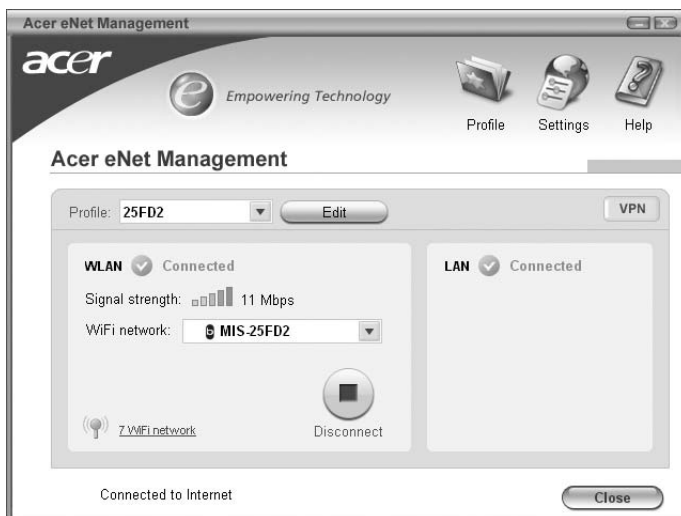 Acer eNet Management
acer
e Empowering Technology
Profile Settings Help
Acer eNet Management
Profile: 25FD2 Edit VPN
WLAN Connected
Signal strength: 11 Mbps
WiFi network: b MIS-25FD2
7 WiFi network
Disconnect
LAN Connected
Connected to Internet
Close